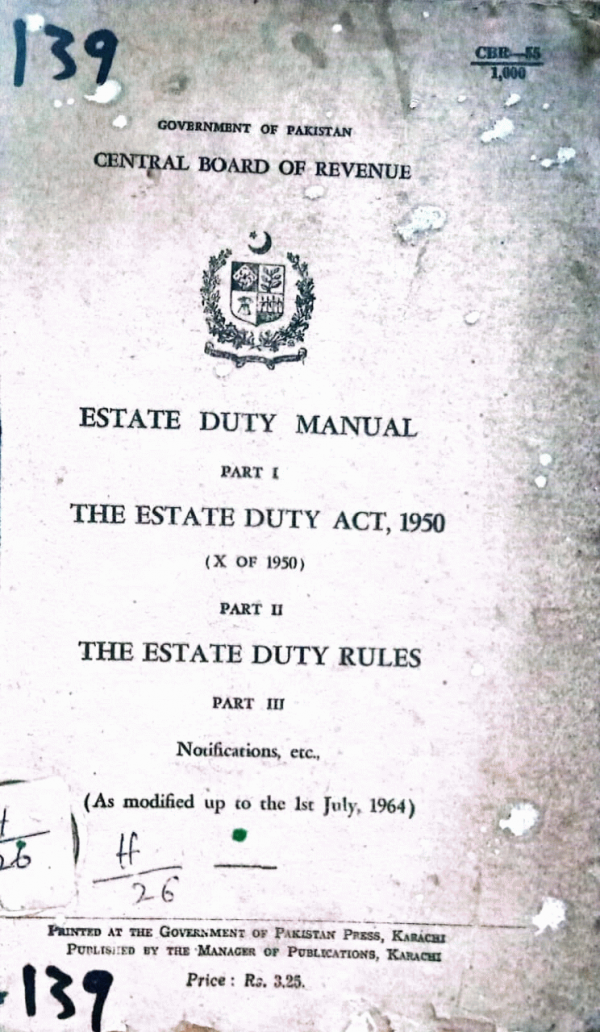 139
CBR—55
1,000
GOVERNMENT OF PAKISTAN
CENTRAL BOARD OF REVENUE
ESTATE DUTY MANUAL
PART I
THE ESTATE DUTY ACT, 1950
(X OF 1950)
PART II
THE ESTATE DUTY RULES
PART III
Notifications, etc.,
(As modified up to the 1st July, 1964)
26
26
PRINTED AT THE GOVERNMENT OF PAKISTAN PRESS, KARACHI
PUBLISHED BY THE MANAGER OF PUBLICATIONS, KARACHI
Price : Rs. 3.25.
139